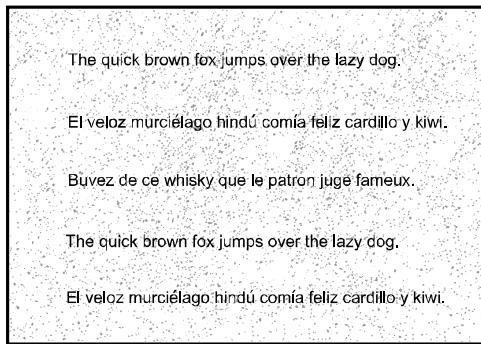 The quick brown fox jumps over the lazy dog.
El veloz murciélago hindú comía feliz cardillo y kiwi.
Buvez de ce whisky que le patron juge fameux.
The quick brown fox jumps over the lazy dog.
El veloz murciélago hindú comía feliz cardillo y kiwi.